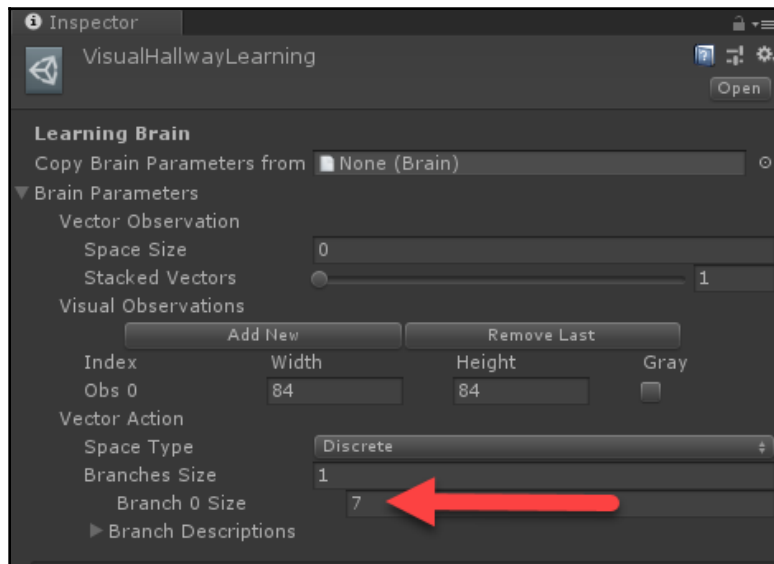 Inspector
VisualHallwayLearning
Open
Learning Brain
Copy Brain Parameters from None (Brain)
Brain Parameters
Vector Observation
Space Size 0
Stacked Vectors 1
Visual Observations
Add New Remove Last
Index Width Height Gray
Obs 0 84 84
Vector Action
Space Type Discrete
Branches Size 1
Branch 0 Size 7
Branch Descriptions